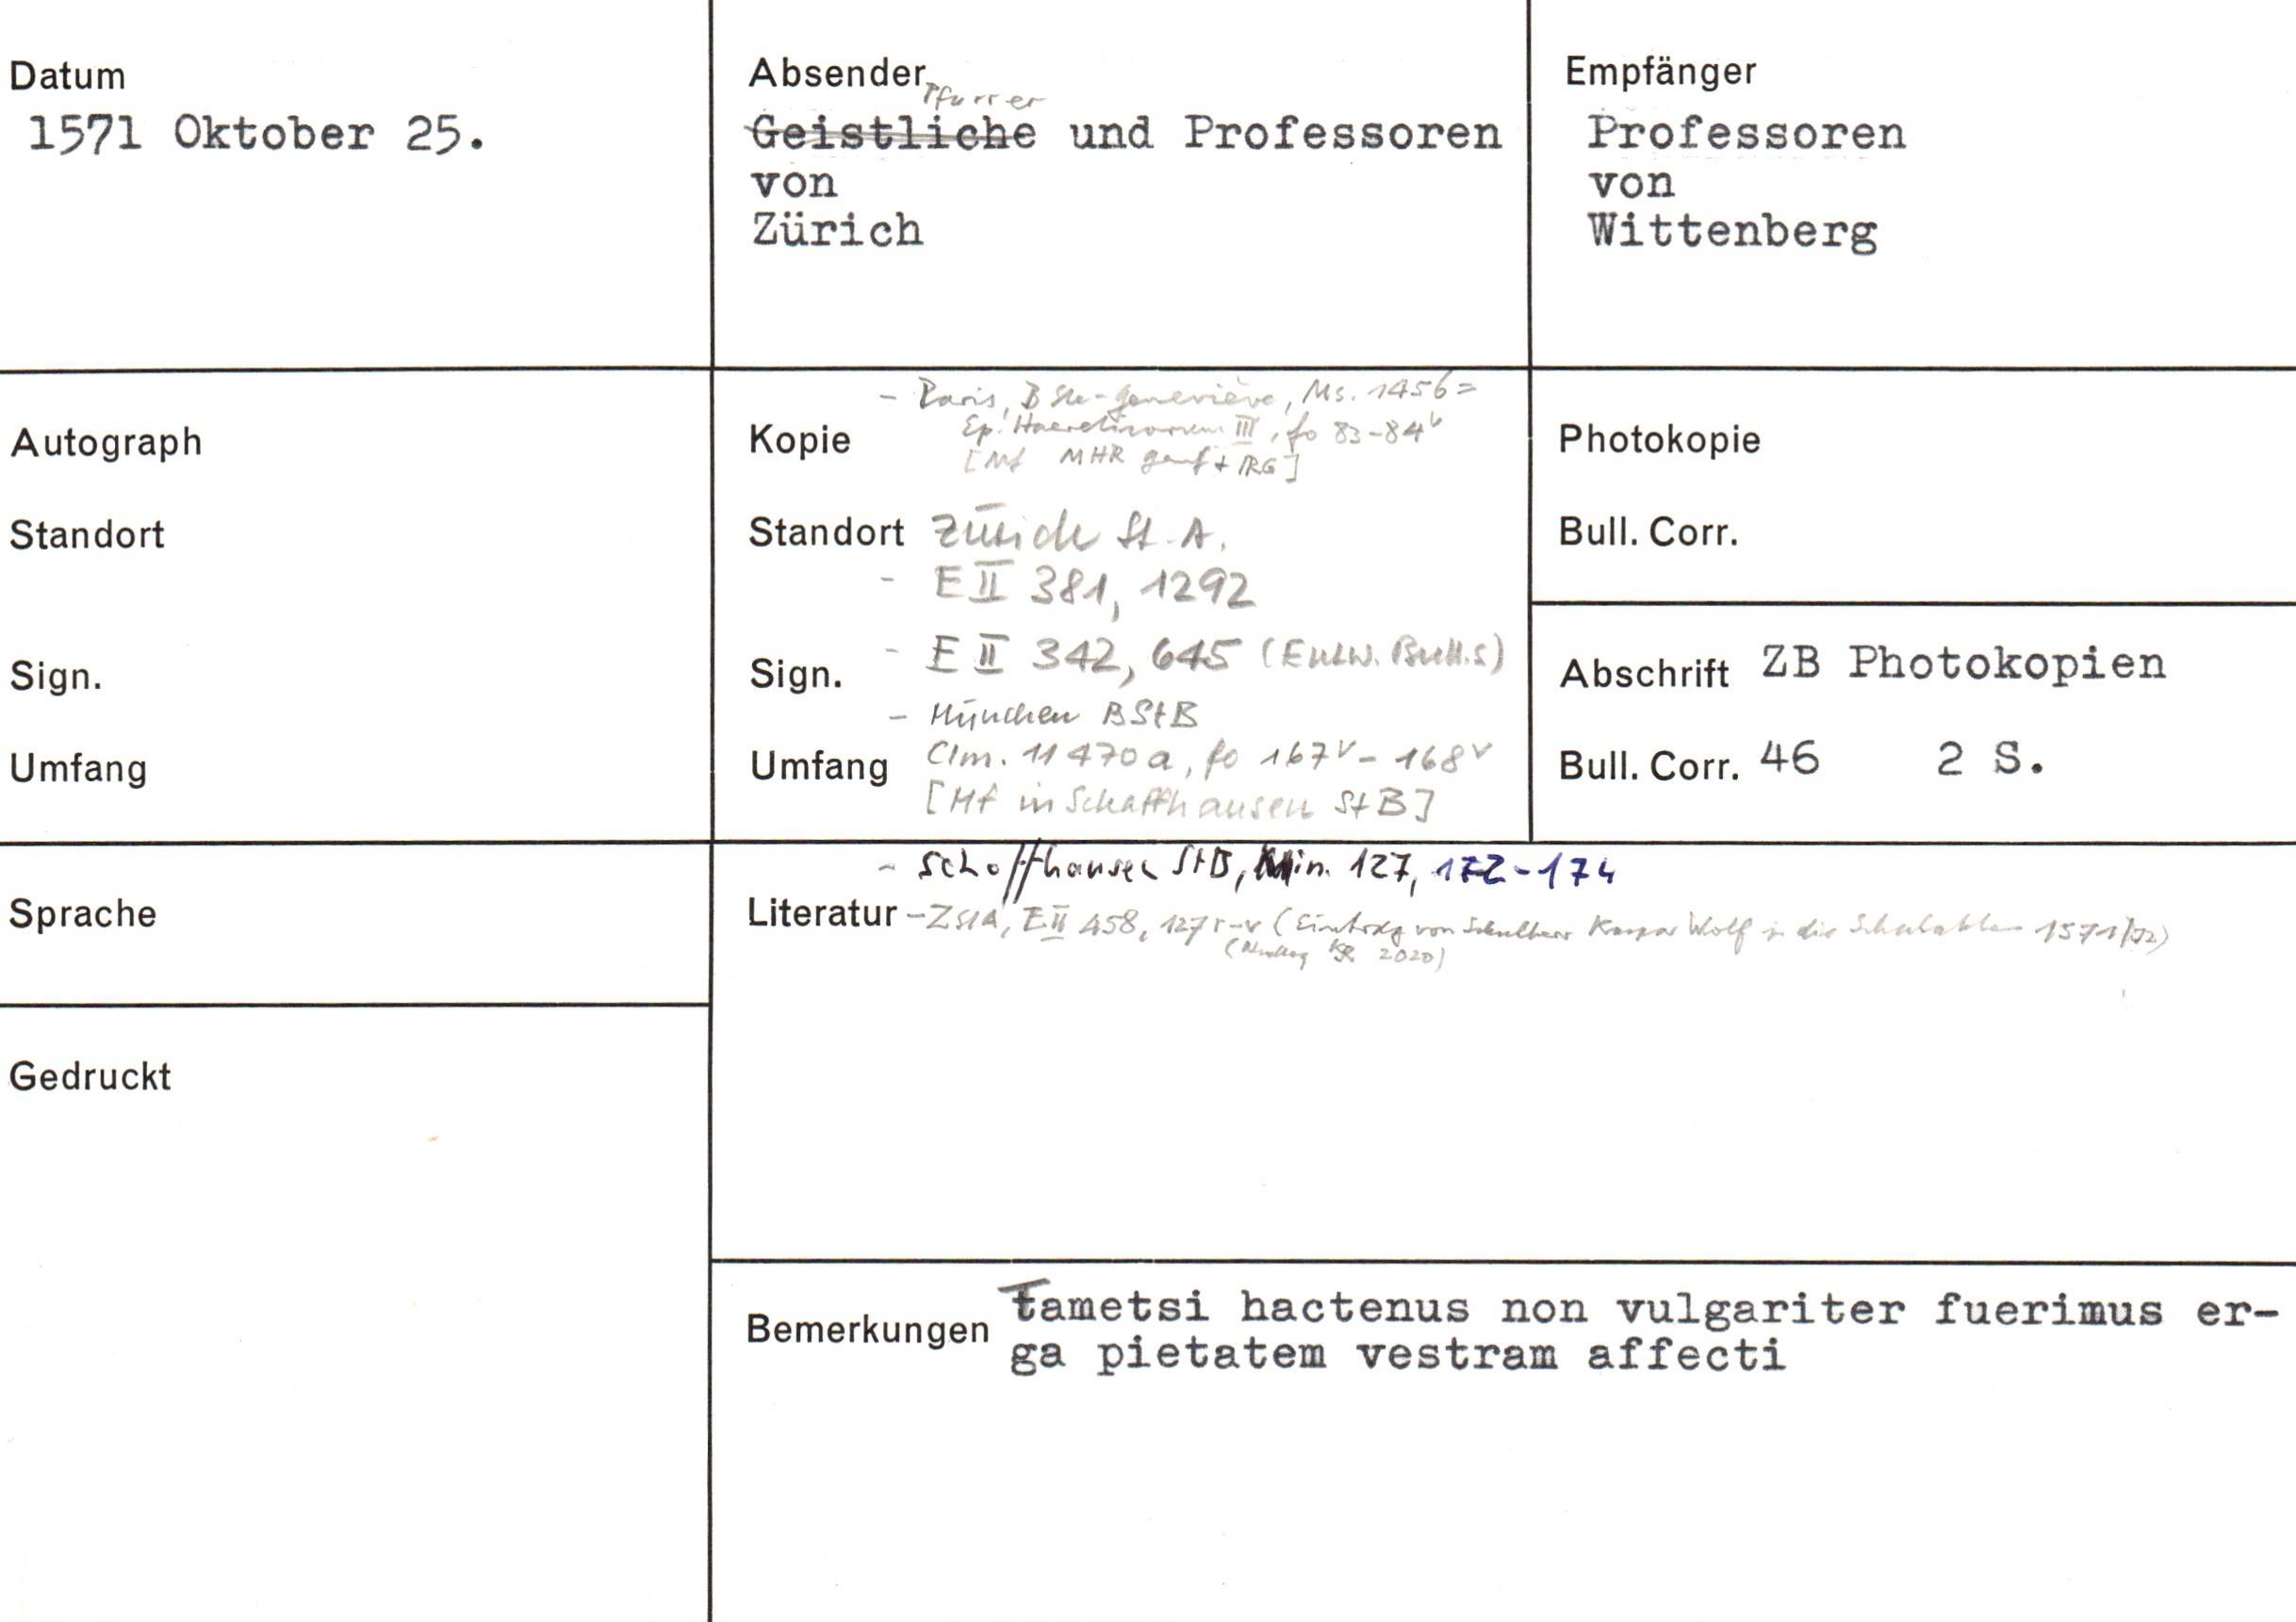 Datum
1571 Oktober 25.
Absender
Pfarrer
Geistliche und Professoren
von
Zürich
Empfänger
Professoren
von
Wittenberg
Autograph
Standort
Sign.
Umfang
- Paris, B Ste-Geneviève, Ms. 1456 =
Kopie Ep. Haereticorum III, fo 83-84v
[Mf MHR Genf + IRG]
Standort Zürich St. A.
- E II 381, 1292
- E II 342, 645 (Entw. Bull.s)
Sign.
- München BStB
Umfang Clm. 11470a, fo 167v - 168v
[Mf in Schaffhausen StB]
Photokopie
Bull. Corr.
Abschrift ZB Photokopien
Bull. Corr. 46 2 S.
Sprache
Gedruckt
- Schaffhausen StB, Min. 127, 172-174
Literatur - ZStA, E II 458, 127r-v (Eintrag von Schulherr Kaspar Wolf in die 1571/72)
(KR 2020)
Bemerkungen Tametsi hactenus non vulgariter fuerimus er-
ga pietatem vestram affecti